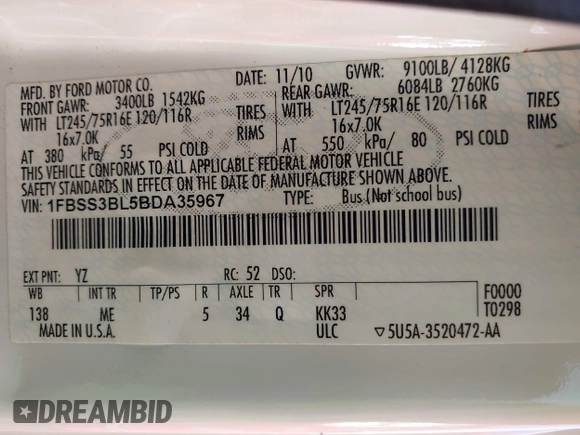 MFD. BY FORD MOTOR CO.
DATE: 11/10 GVWR: 9100LB/ 4128KG
FRONT GAWR: 3400LB 1542KG
REAR GAWR: 6084LB 2760KG
WITH LT245/75R16E 120/116R TIRES
WITH LT245/75R16E 120/116R TIRES
16x7.0K RIMS
16x7.0K RIMS
AT 380 kPa/ 55 PSI COLD
AT 550 kPa/ 80 PSI COLD
THIS VEHICLE CONFORMS TO ALL APPLICABLE FEDERAL MOTOR VEHICLE
SAFETY STANDARDS IN EFFECT ON THE DATE OF MANUFACTURE SHOWN ABOVE.
VIN: 1FBSS3BL5BDA35967 TYPE: Bus (Not school bus)
EXT PNT: YZ RC: 52 DSO:
WB INT TR TP/PS R AXLE TR SPR F0000
138 ME 5 34 Q KK33 T0298
MADE IN U.S.A. ULC ▽5U5A-3520472-AA
DREAMBID